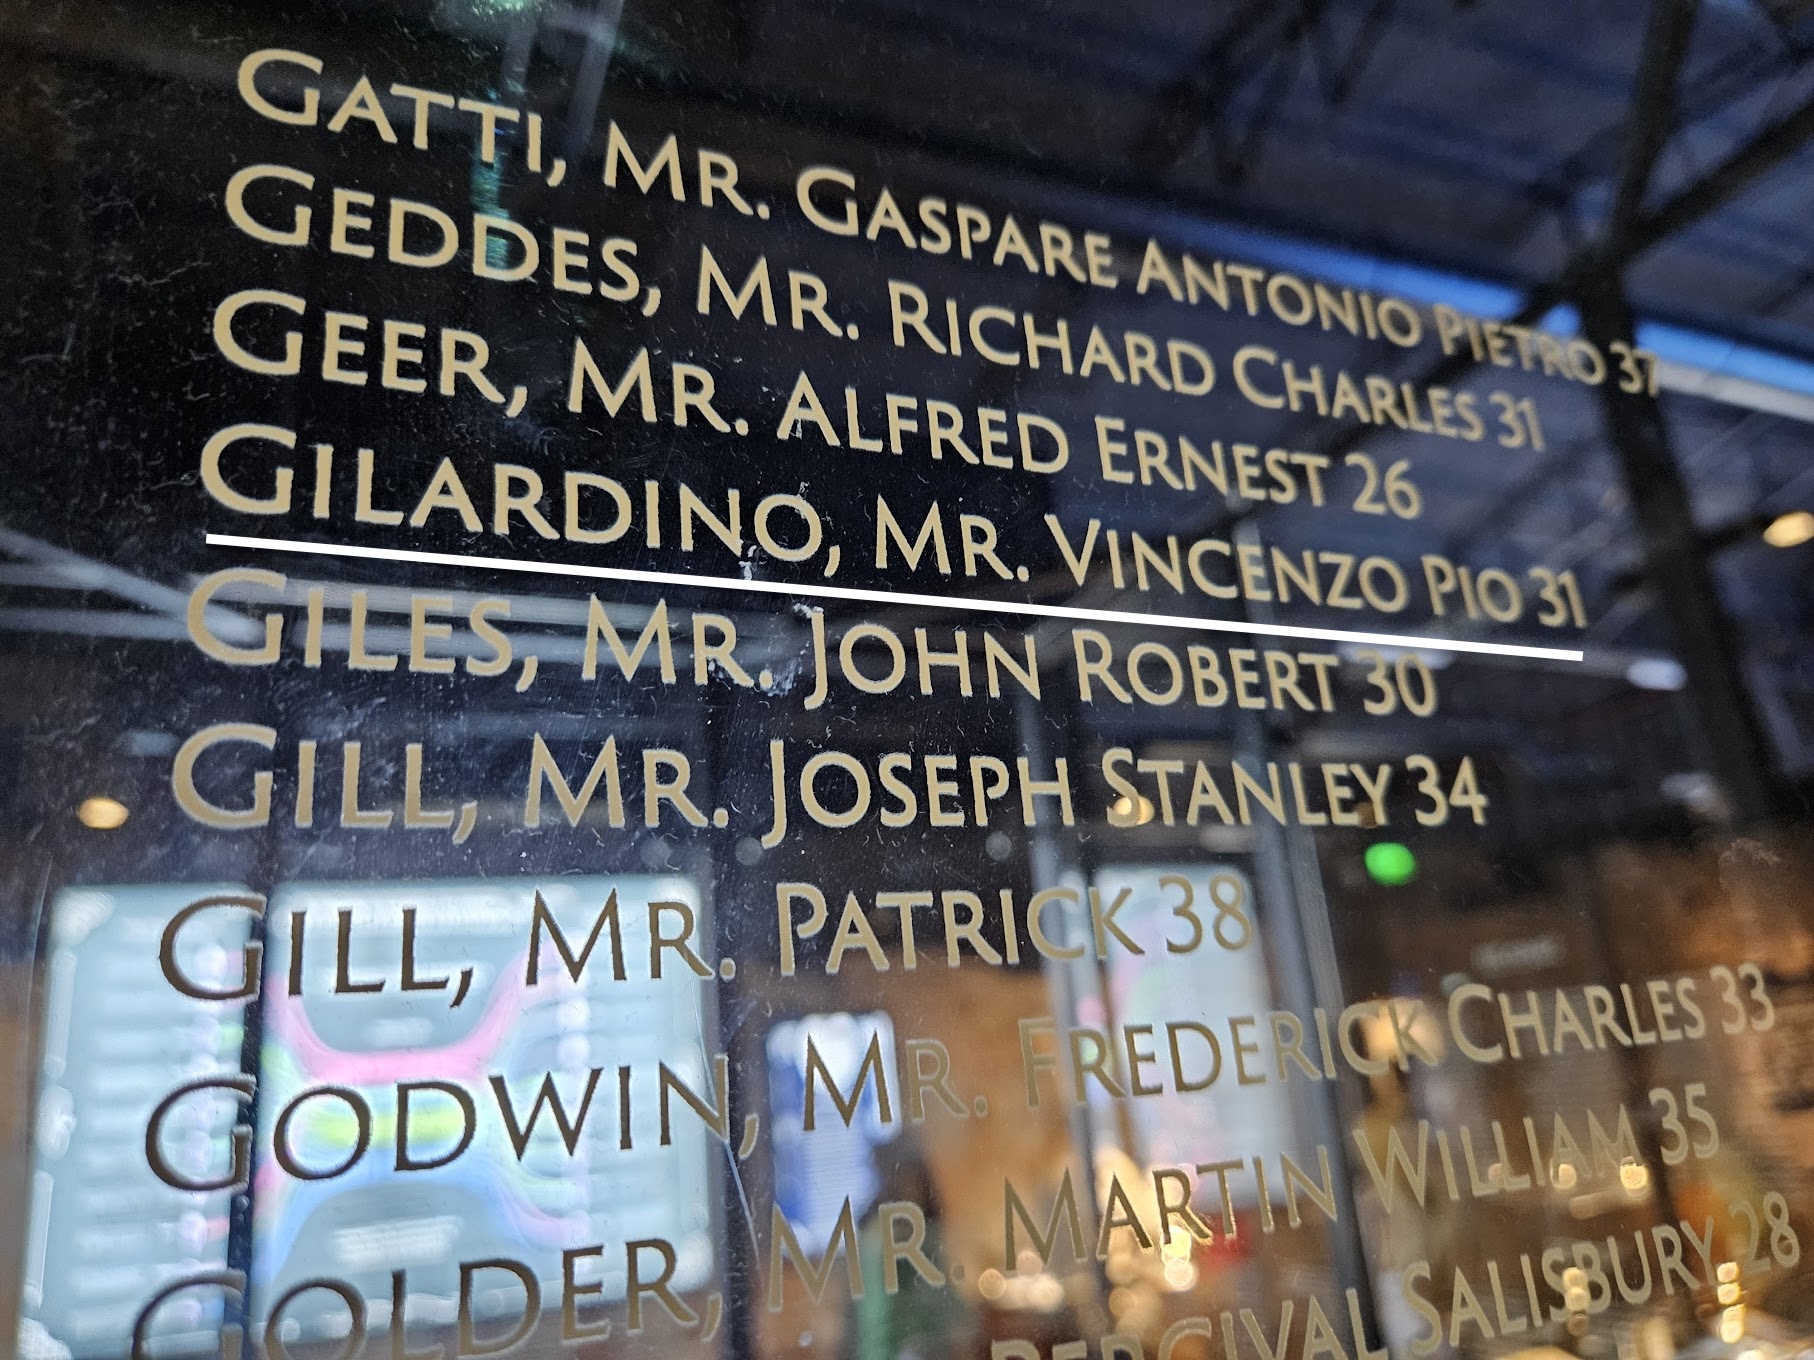 GATTI, MR. GASPARE ANTONIO PIETRO 37
GEDDES, MR. RICHARD CHARLES 31
GEER, MR. ALFRED ERNEST 26
GILARDINO, MR. VINCENZO PIO 31
GILES, MR. JOHN ROBERT 30
GILL, MR. JOSEPH STANLEY 34
GILL, MR. PATRICK 38
GODWIN, MR. FREDERICK CHARLES 33
GOLDER, MR. MARTIN WILLIAM 35
PERCIVAL SALISBURY 28